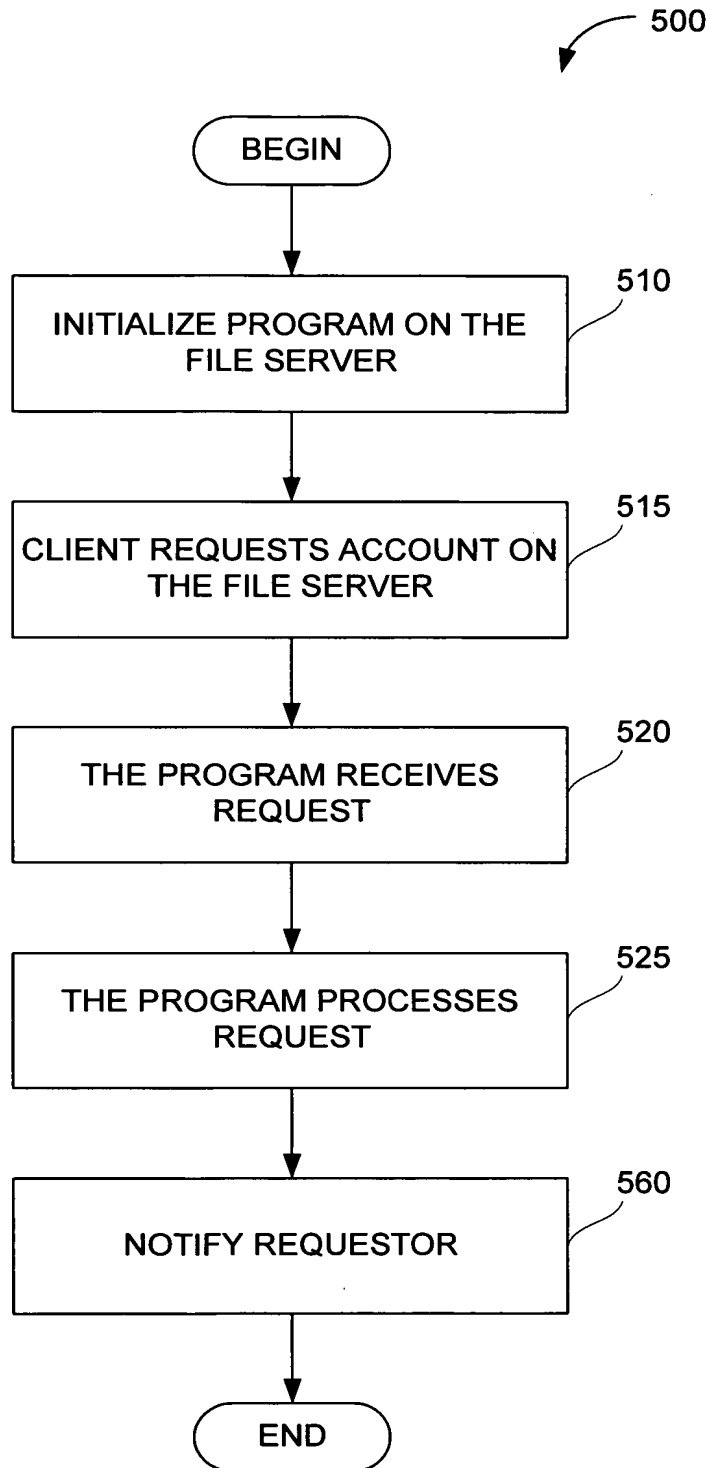 500
BEGIN
510
INITIALIZE PROGRAM ON THE
FILE SERVER
515
CLIENT REQUESTS ACCOUNT ON
THE FILE SERVER
520
THE PROGRAM RECEIVES
REQUEST
525
THE PROGRAM PROCESSES
REQUEST
560
NOTIFY REQUESTOR
END